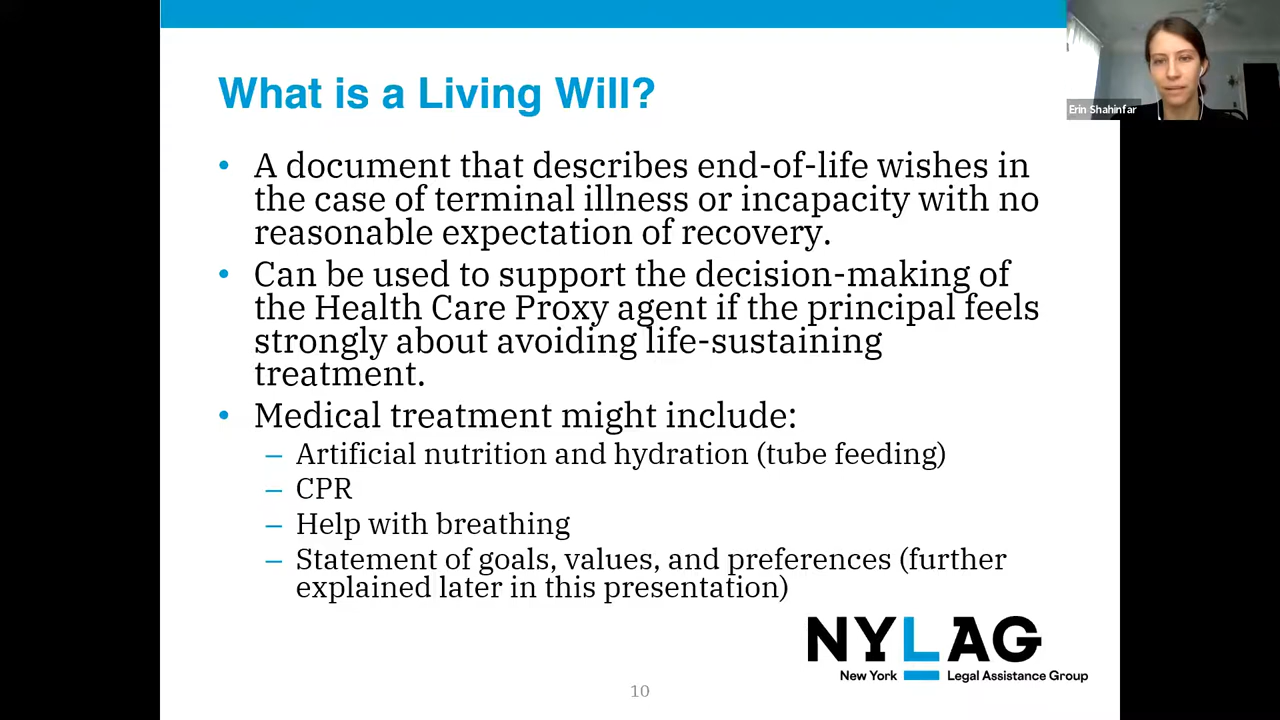 What is a Living Will?
• A document that describes end-of-life wishes in
the case of terminal illness or incapacity with no
reasonable expectation of recovery.
• Can be used to support the decision-making of
the Health Care Proxy agent if the principal feels
strongly about avoiding life-sustaining
treatment.
• Medical treatment might include:
– Artificial nutrition and hydration (tube feeding)
– CPR
– Help with breathing
– Statement of goals, values, and preferences (further
explained later in this presentation)
NYLAG
New York Legal Assistance Group
10
Erin Shahinfar